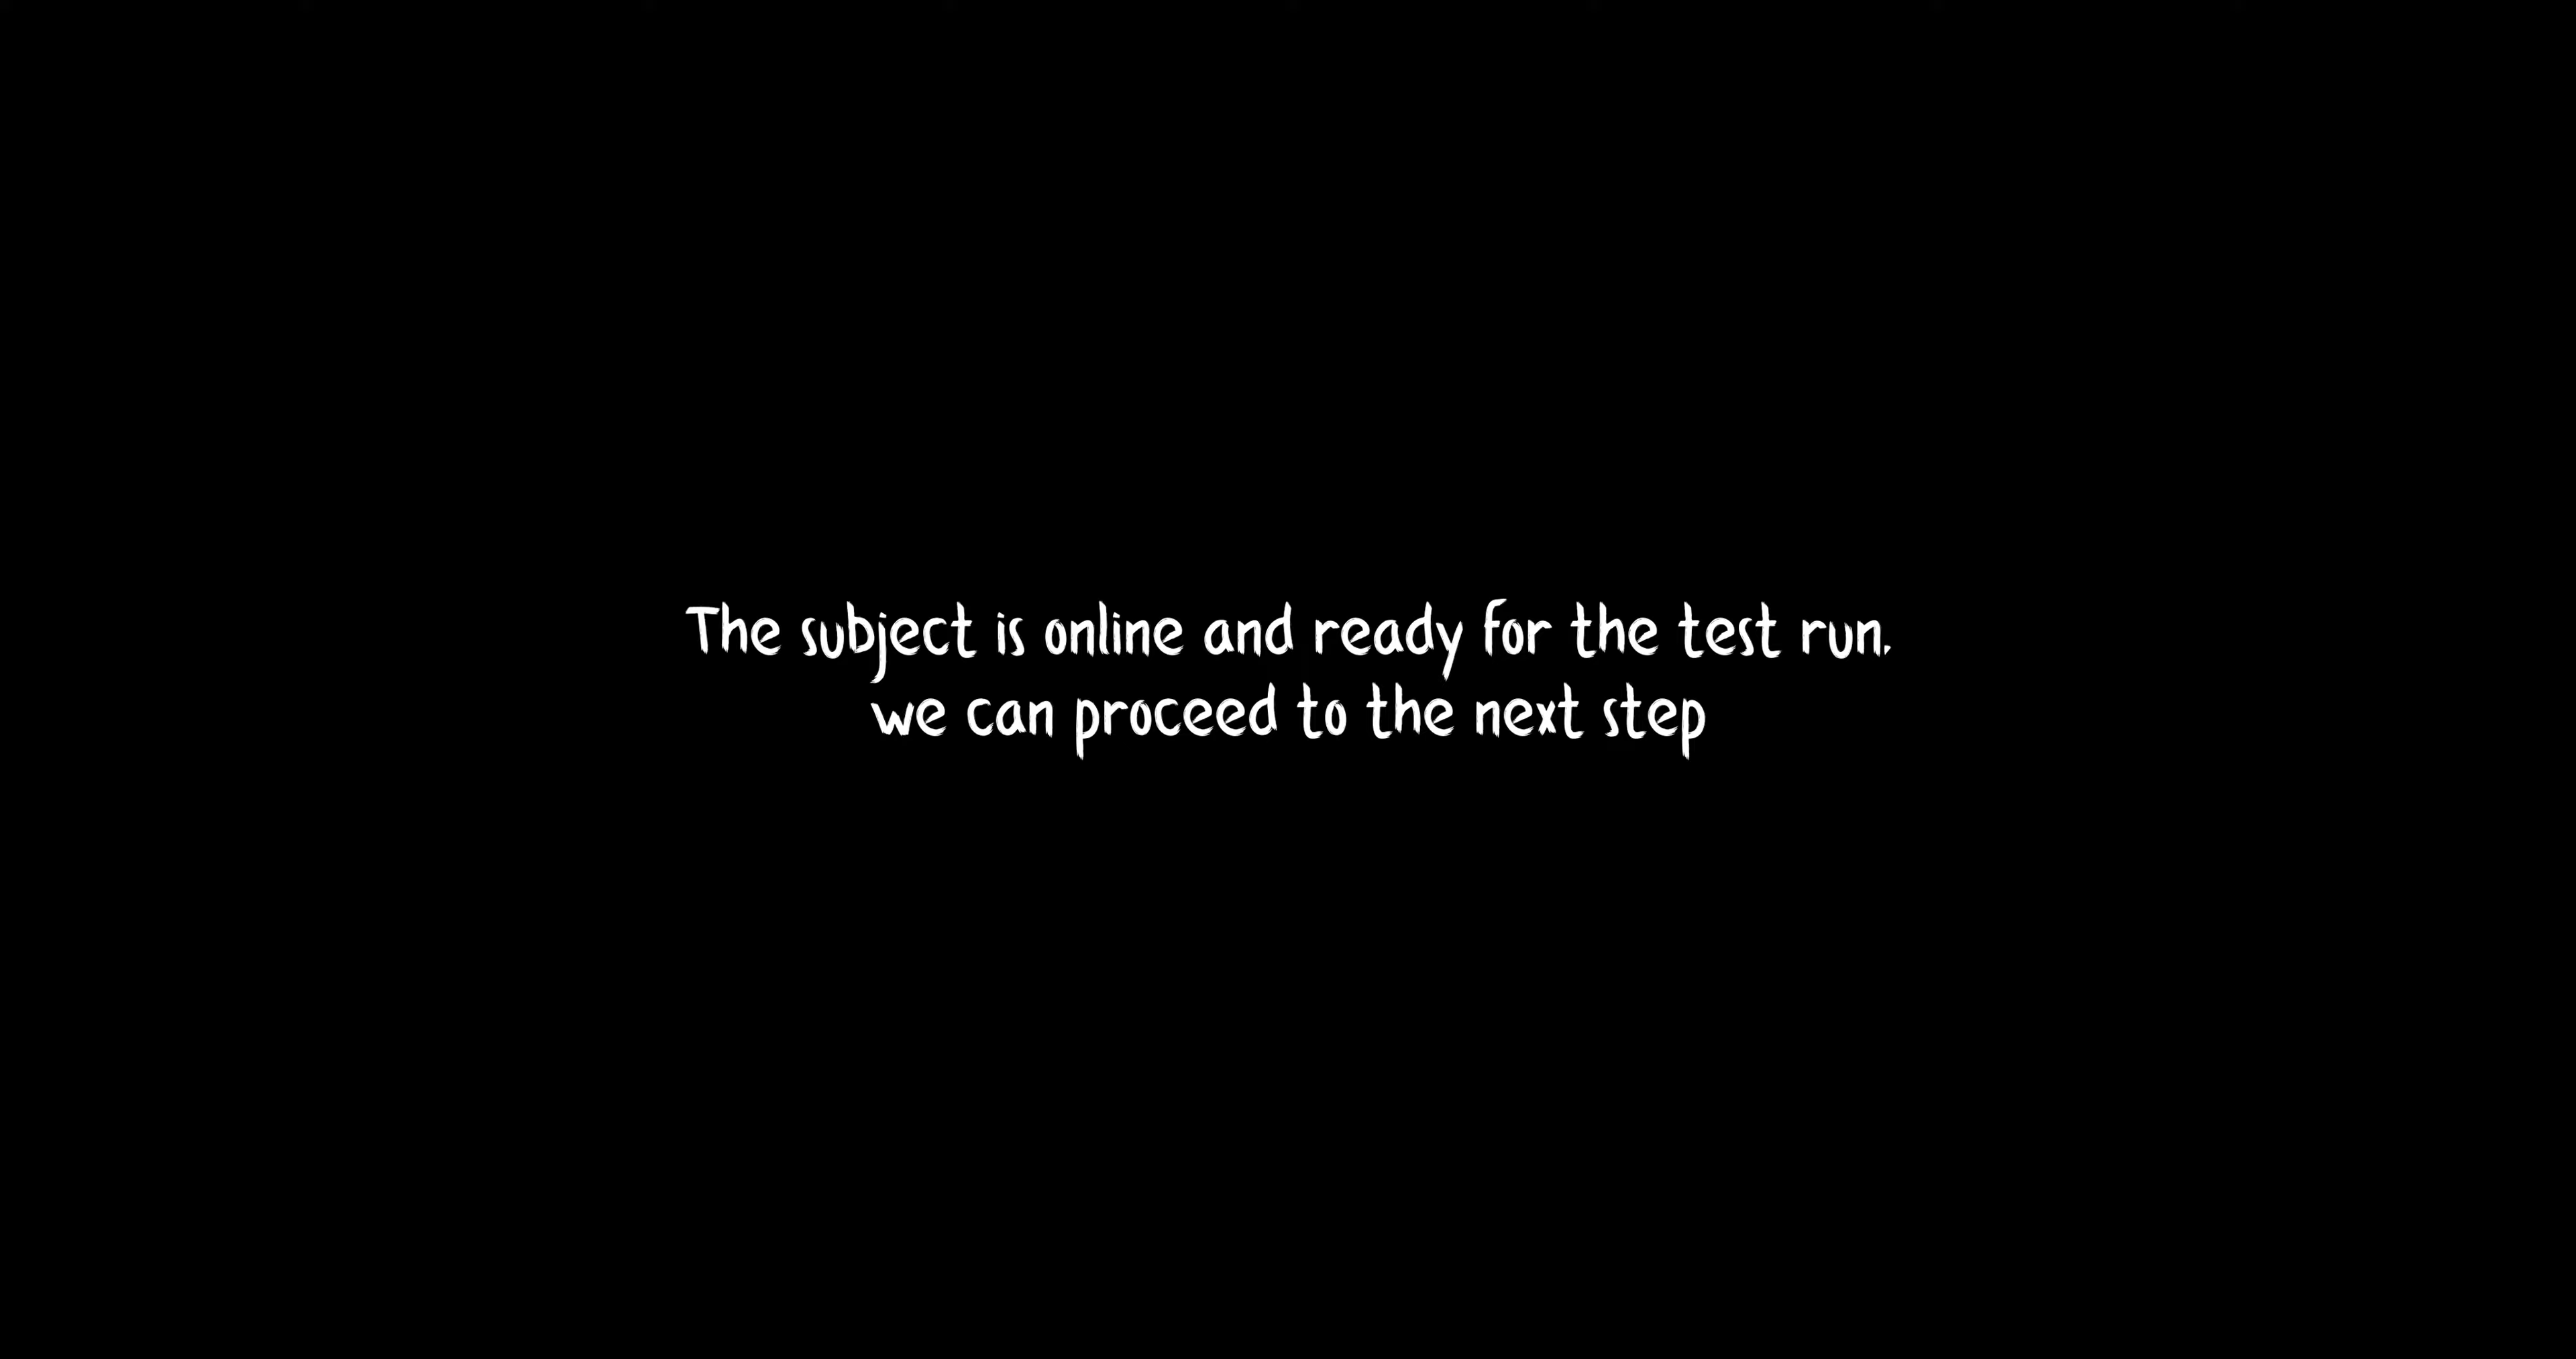 The subject is online and ready for the test run.
we can proceed to the next step